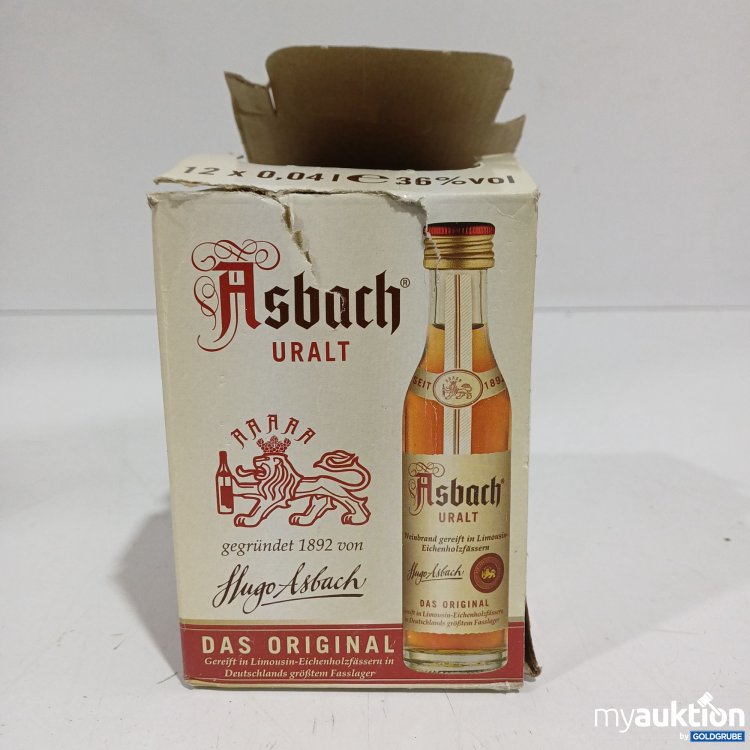 12 x 0,04 l e 36%vol
Asbach®
URALT
AAAAA
gegründet 1892 von
Hugo Asbach
DAS ORIGINAL
Gereift in Limousin-Eichenholzfässern in
Deutschlands größtem Fasslager
SEIT 1892
Asbach®
URALT
Weinbrand gereift in Limousin-
Eichenholzfässern
Hugo Asbach
DAS ORIGINAL
Gereift in Limousin-Eichenholzfässern
in Deutschlands größtem Fasslager
myauktion
by GOLDGRUBE